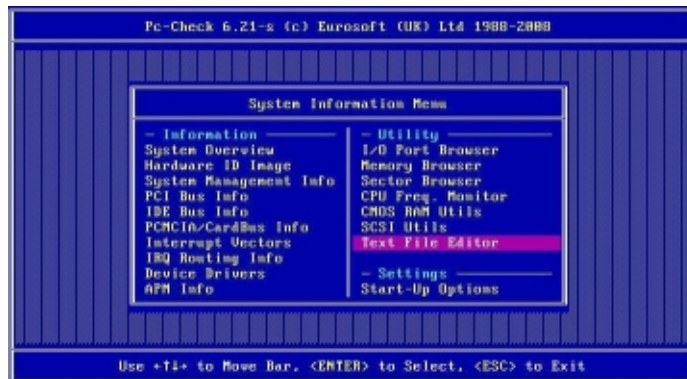 Pc-Check 6.21-s (c) Eurosoft (UK) Ltd 1988-2008
System Information Menu
- Information
System Overview
Hardware ID Image
System Management Info
PCI Bus Info
IDE Bus Info
PCMCIA/CardBus Info
Interrupt Vectors
IRQ Routing Info
Device Drivers
APM Info
- Utility
I/O Port Browser
Memory Browser
Sector Browser
CPU Freq. Monitor
CMOS RAM Utils
SCSI Utils
Text File Editor
- Settings
Start-Up Options
Use ←↑↓→ to Move Bar, <ENTER> to Select, <ESC> to Exit